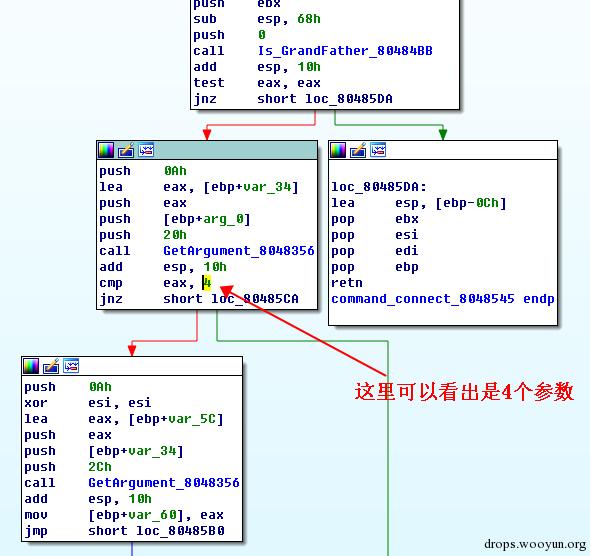 push ebx
sub esp, 68h
push 0
call Is_GrandFather_80484BB
add esp, 10h
test eax, eax
jnz short loc_80485DA
push 0Ah
lea eax, [ebp+var_34]
push eax
push [ebp+arg_0]
push 20h
call GetArgument_8048356
add esp, 10h
cmp eax, 4
jnz short loc_80485CA
loc_80485DA:
lea esp, [ebp-0Ch]
pop ebx
pop esi
pop edi
pop ebp
retn
command_connect_8048545 endp
这里可以看出是4个参数
push 0Ah
xor esi, esi
lea eax, [ebp+var_5C]
push eax
push [ebp+var_34]
push 2Ch
call GetArgument_8048356
add esp, 10h
mov [ebp+var_60], eax
jmp short loc_80485B0
drops.wooyun.org